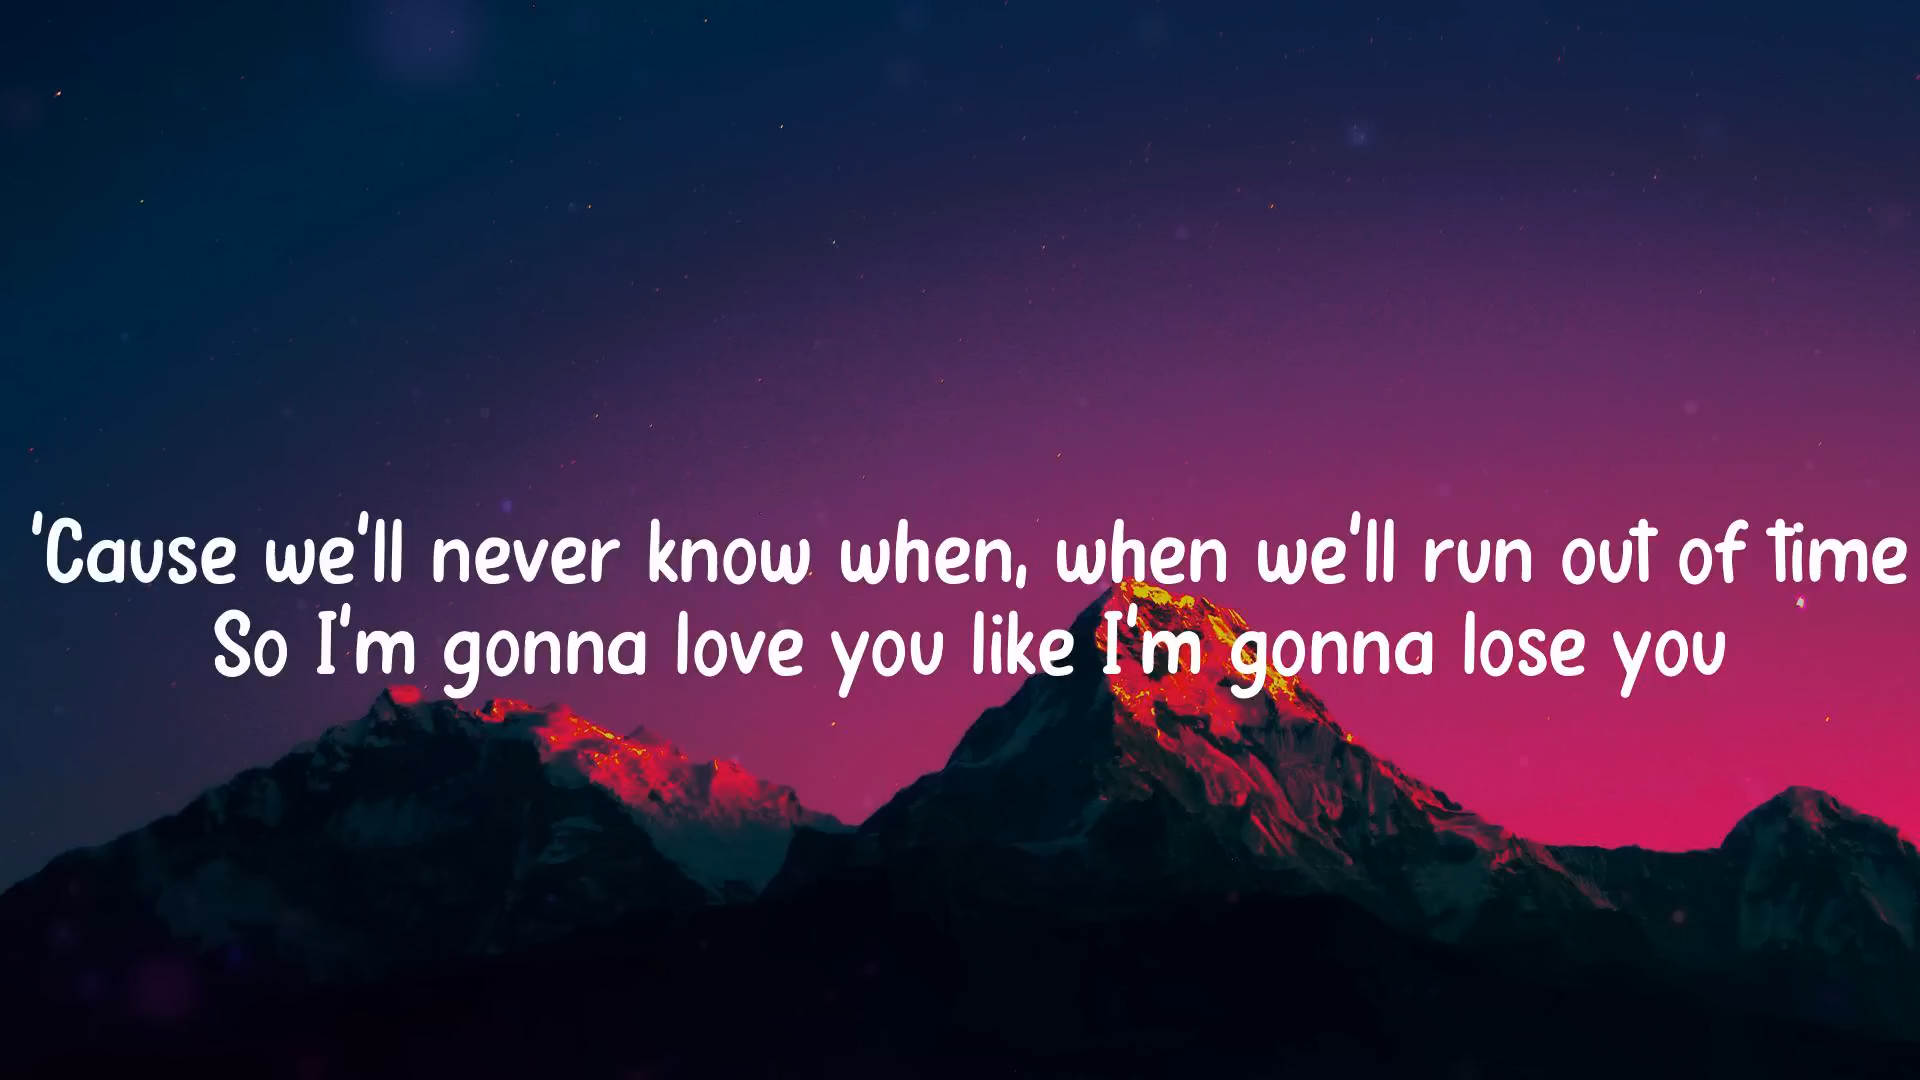 'Cause we'll never know when, when we'll run out of time
So I'm gonna love you like I'm gonna lose you